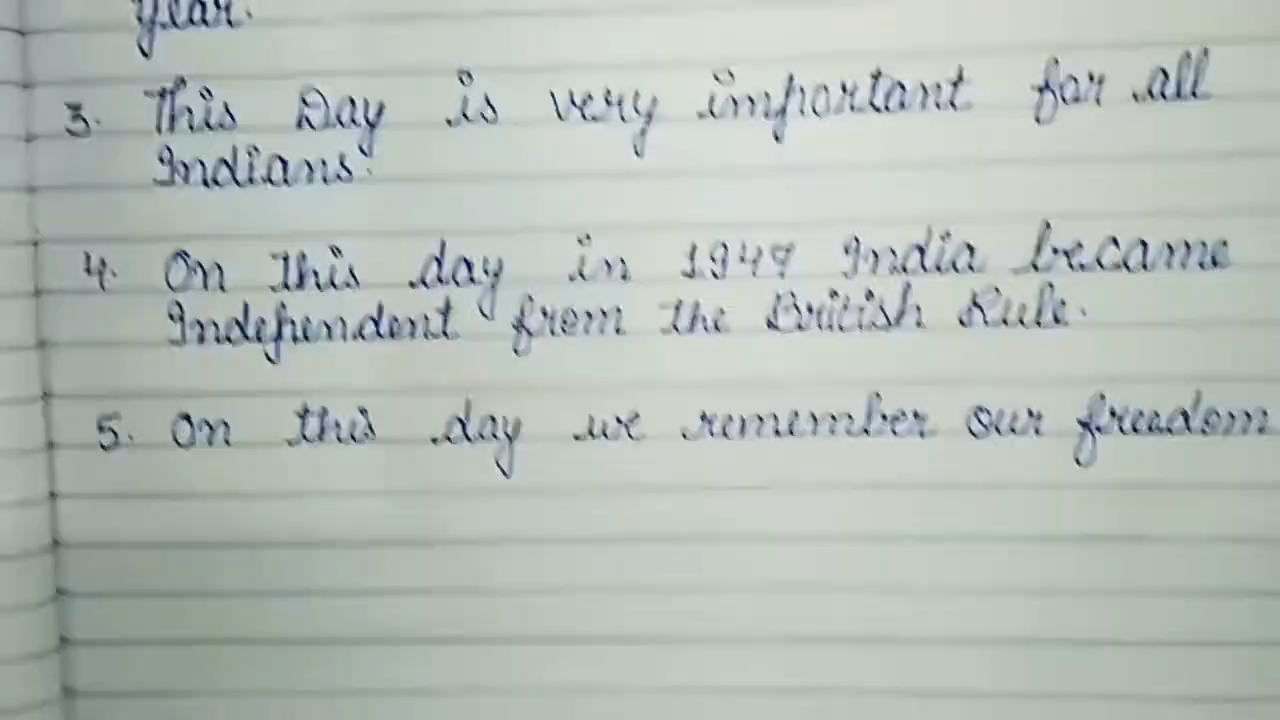 year.
3. This Day is very important for all
Indians.
4. On this day in 1947 India became
Independent from the British Rule.
5. On this day we remember our freedom